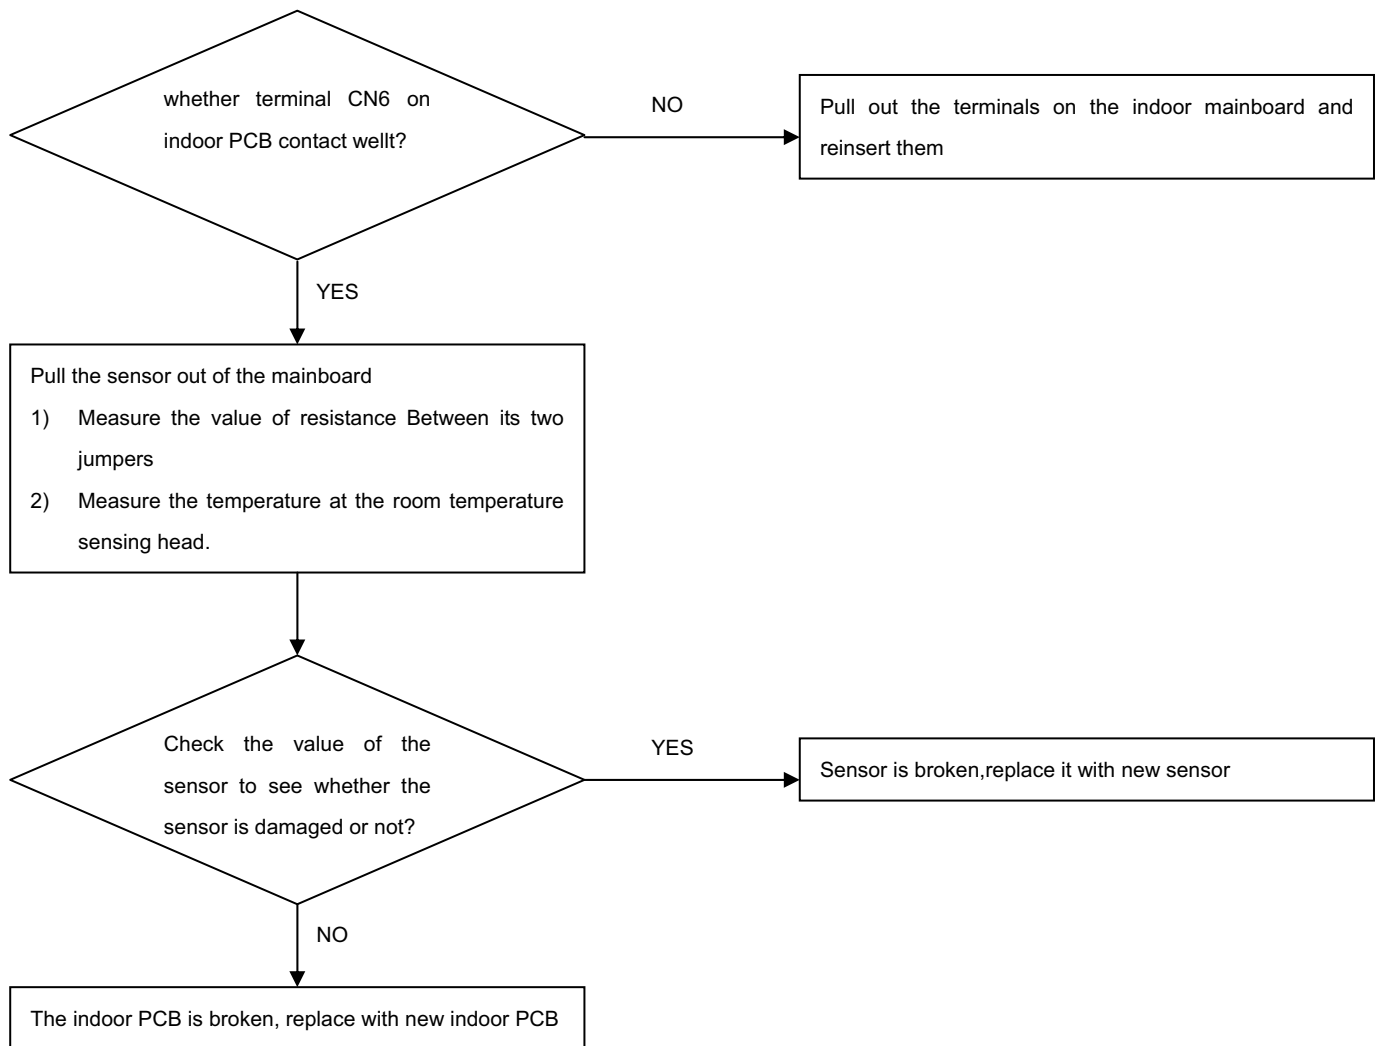 whether terminal CN6 on
indoor PCB contact wellt?
NO
Pull out the terminals on the indoor mainboard and
reinsert them
YES
Pull the sensor out of the mainboard
1) Measure the value of resistance Between its two
jumpers
2) Measure the temperature at the room temperature
sensing head.
Check the value of the
sensor to see whether the
sensor is damaged or not?
YES
Sensor is broken,replace it with new sensor
NO
The indoor PCB is broken, replace with new indoor PCB